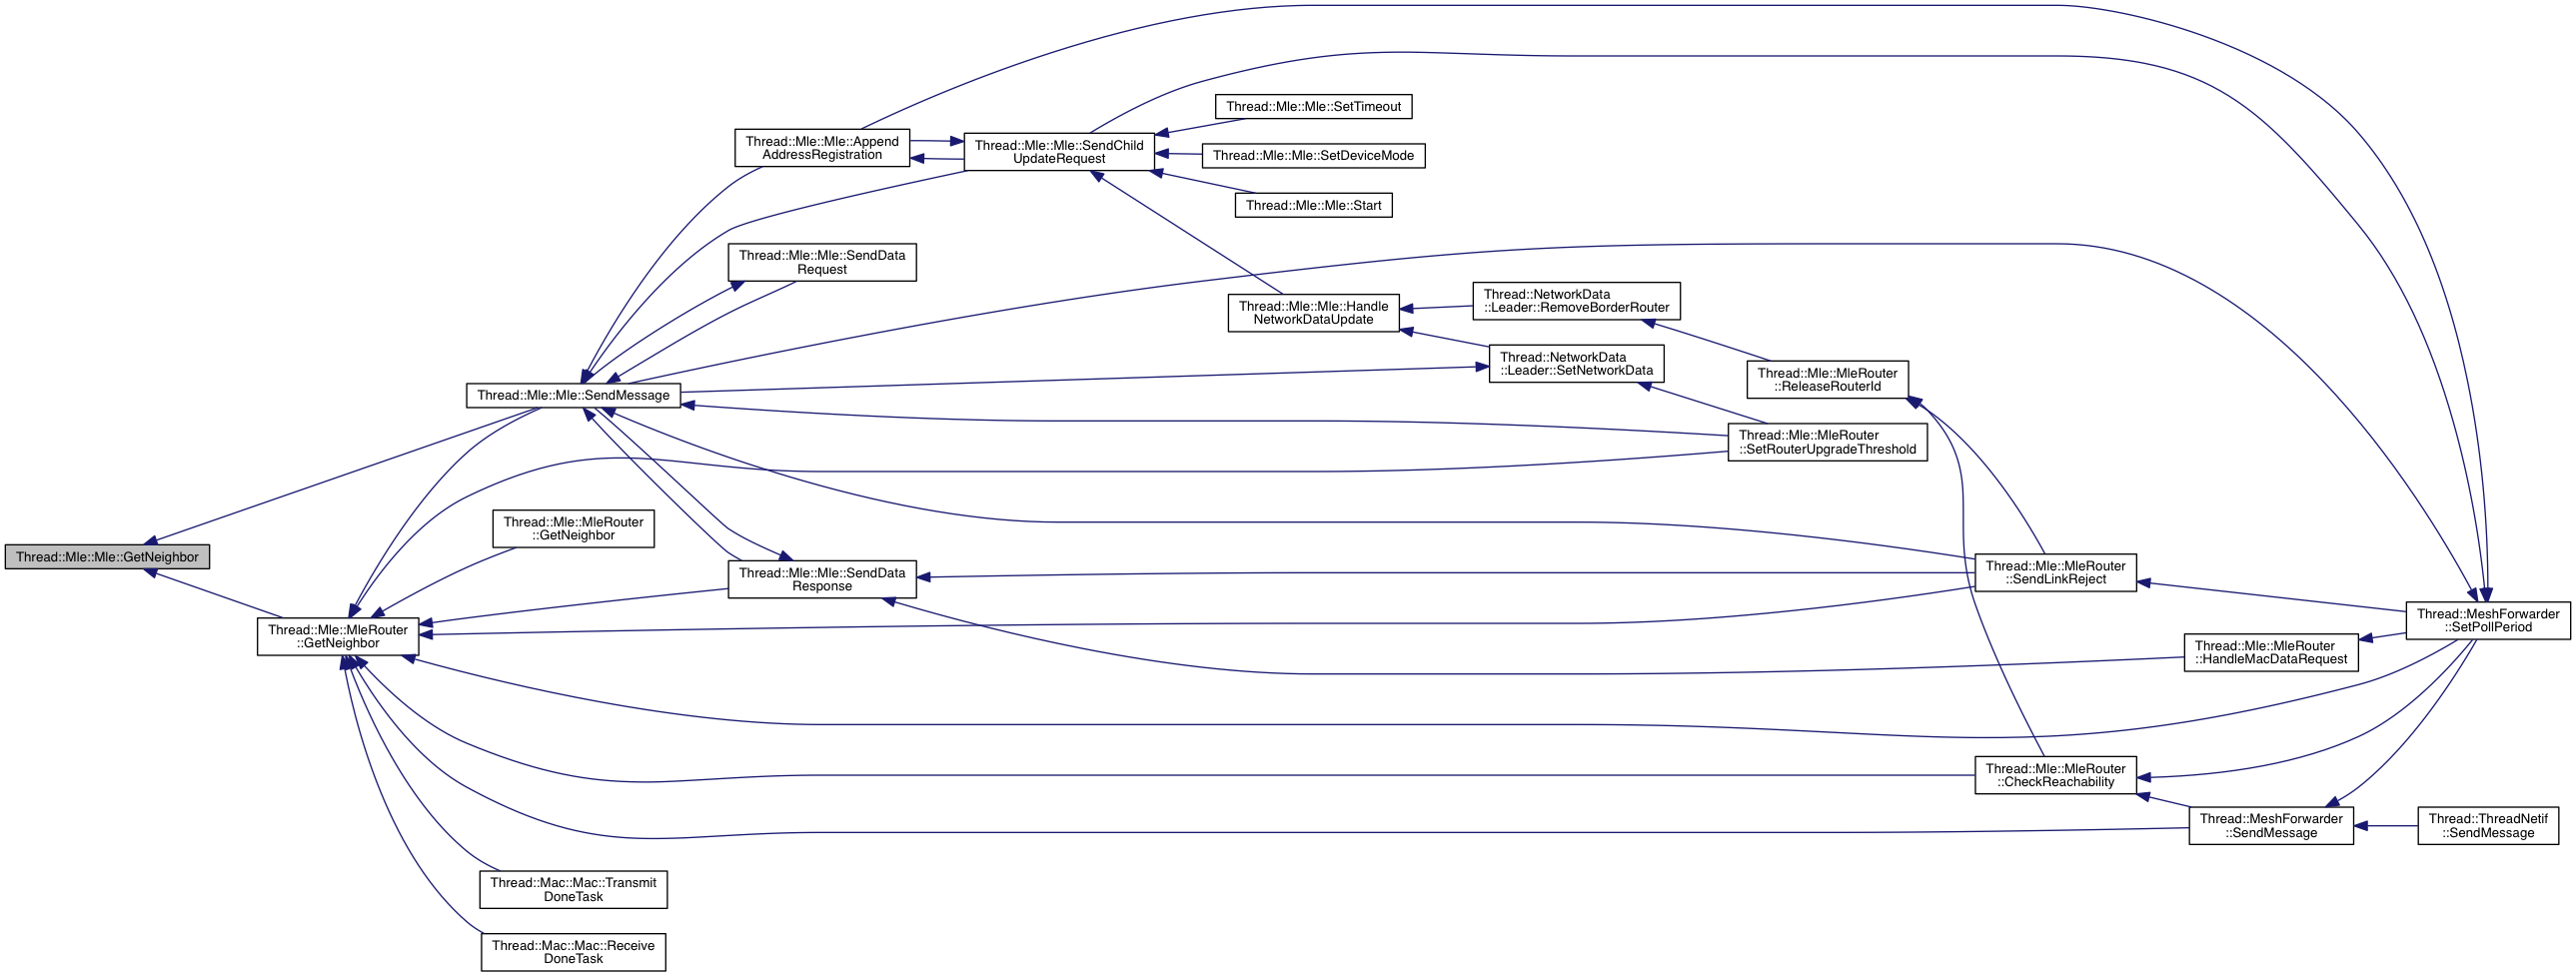 Thread::Mle::Mle::GetNeighbor
Thread::Mle::MleRouter
::GetNeighbor
Thread::Mle::Mle::SendMessage
Thread::Mle::MleRouter
::GetNeighbor
Thread::Mac::Mac::Transmit
DoneTask
Thread::Mac::Mac::Receive
DoneTask
Thread::Mle::Mle::Append
AddressRegistration
Thread::Mle::Mle::SendData
Request
Thread::Mle::Mle::SendData
Response
Thread::Mle::Mle::SendChild
UpdateRequest
Thread::Mle::Mle::SetTimeout
Thread::Mle::Mle::SetDeviceMode
Thread::Mle::Mle::Start
Thread::Mle::Mle::Handle
NetworkDataUpdate
Thread::NetworkData
::Leader::RemoveBorderRouter
Thread::NetworkData
::Leader::SetNetworkData
Thread::Mle::MleRouter
::ReleaseRouterId
Thread::Mle::MleRouter
::SetRouterUpgradeThreshold
Thread::Mle::MleRouter
::SendLinkReject
Thread::Mle::MleRouter
::CheckReachability
Thread::Mle::MleRouter
::HandleMacDataRequest
Thread::MeshForwarder
::SendMessage
Thread::MeshForwarder
::SetPollPeriod
Thread::ThreadNetif
::SendMessage